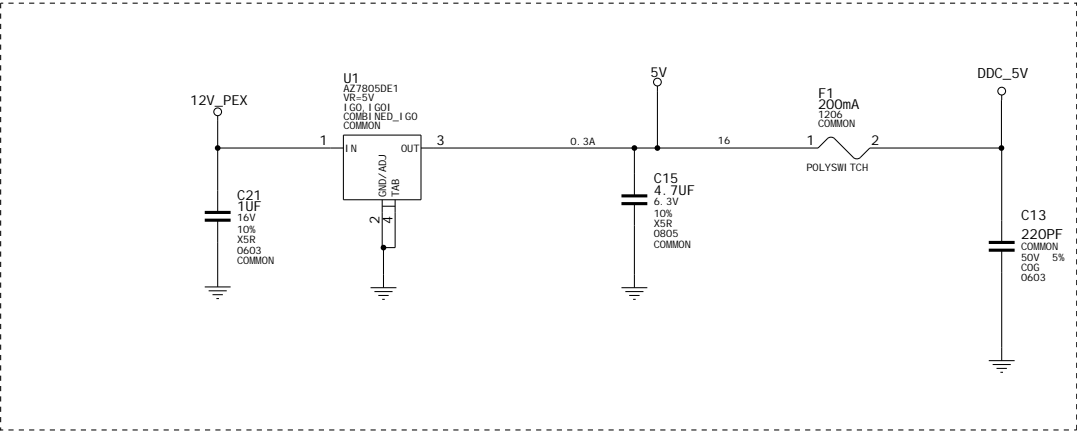 12V_PEX
C21
1UF
16V
10%
X5R
0603
COMMON
U1
AZ7805DE1
VR=5V
IGO,IGOI
COMBINED_IGO
COMMON
1
IN
OUT
3
GND/ADJ
TAB
2
4
0.3A
5V
C15
4.7UF
6.3V
10%
X5R
0805
COMMON
16
F1
200mA
1206
COMMON
1
2
POLYSWITCH
DDC_5V
C13
220PF
COMMON
50V 5%
COG
0603